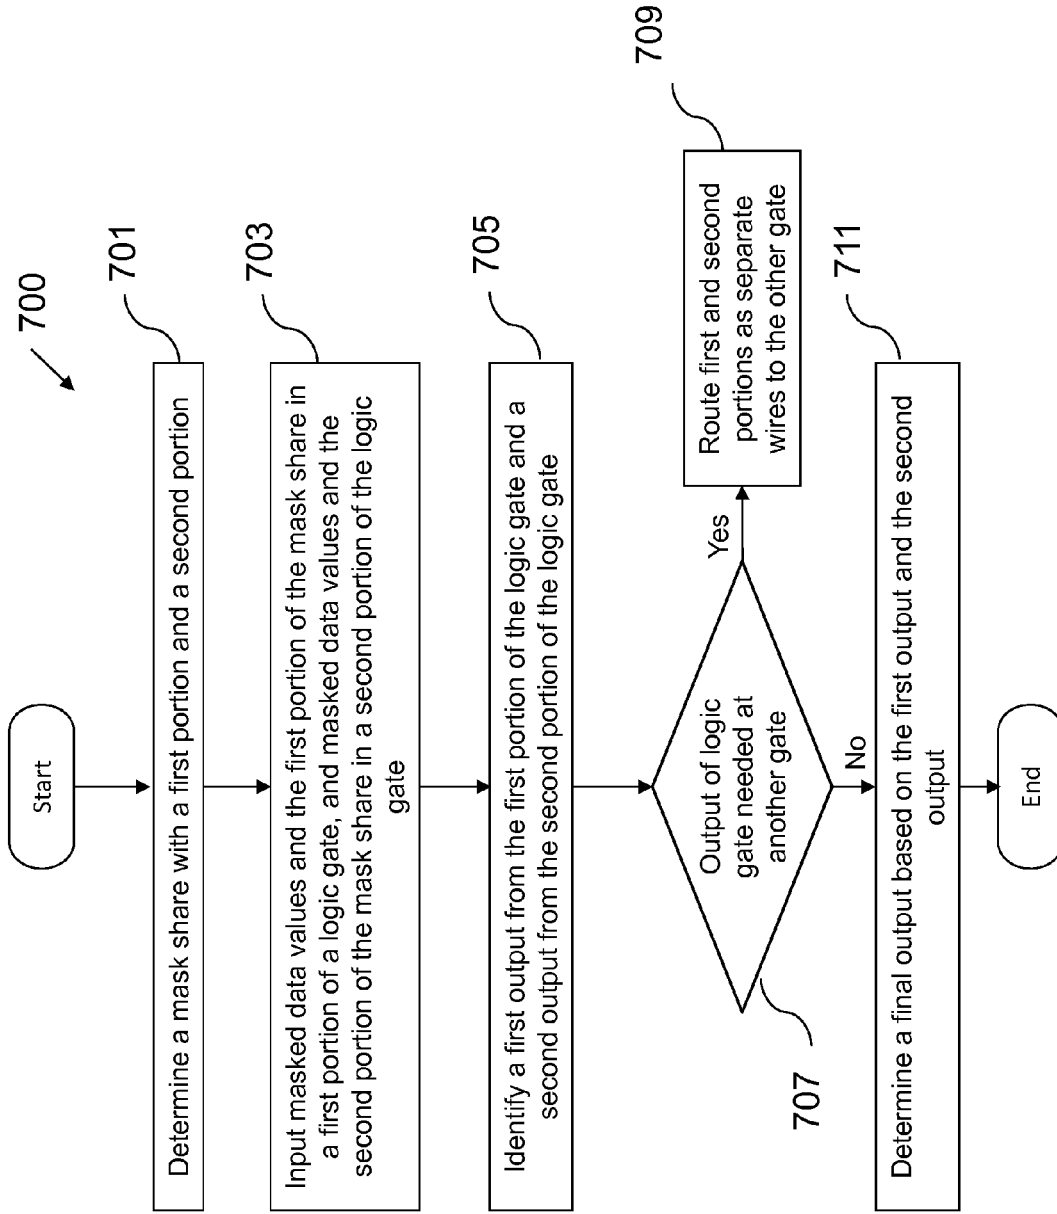 700
Start
701
Determine a mask share with a first portion and a second portion
703
Input masked data values and the first portion of the mask share in
a first portion of a logic gate, and masked data values and the
second portion of the mask share in a second portion of the logic
gate
705
Identify a first output from the first portion of the logic gate and a
second output from the second portion of the logic gate
707
Output of logic
gate needed at
another gate
Yes
709
Route first and second
portions as separate
wires to the other gate
No
711
Determine a final output based on the first output and the second
output
End